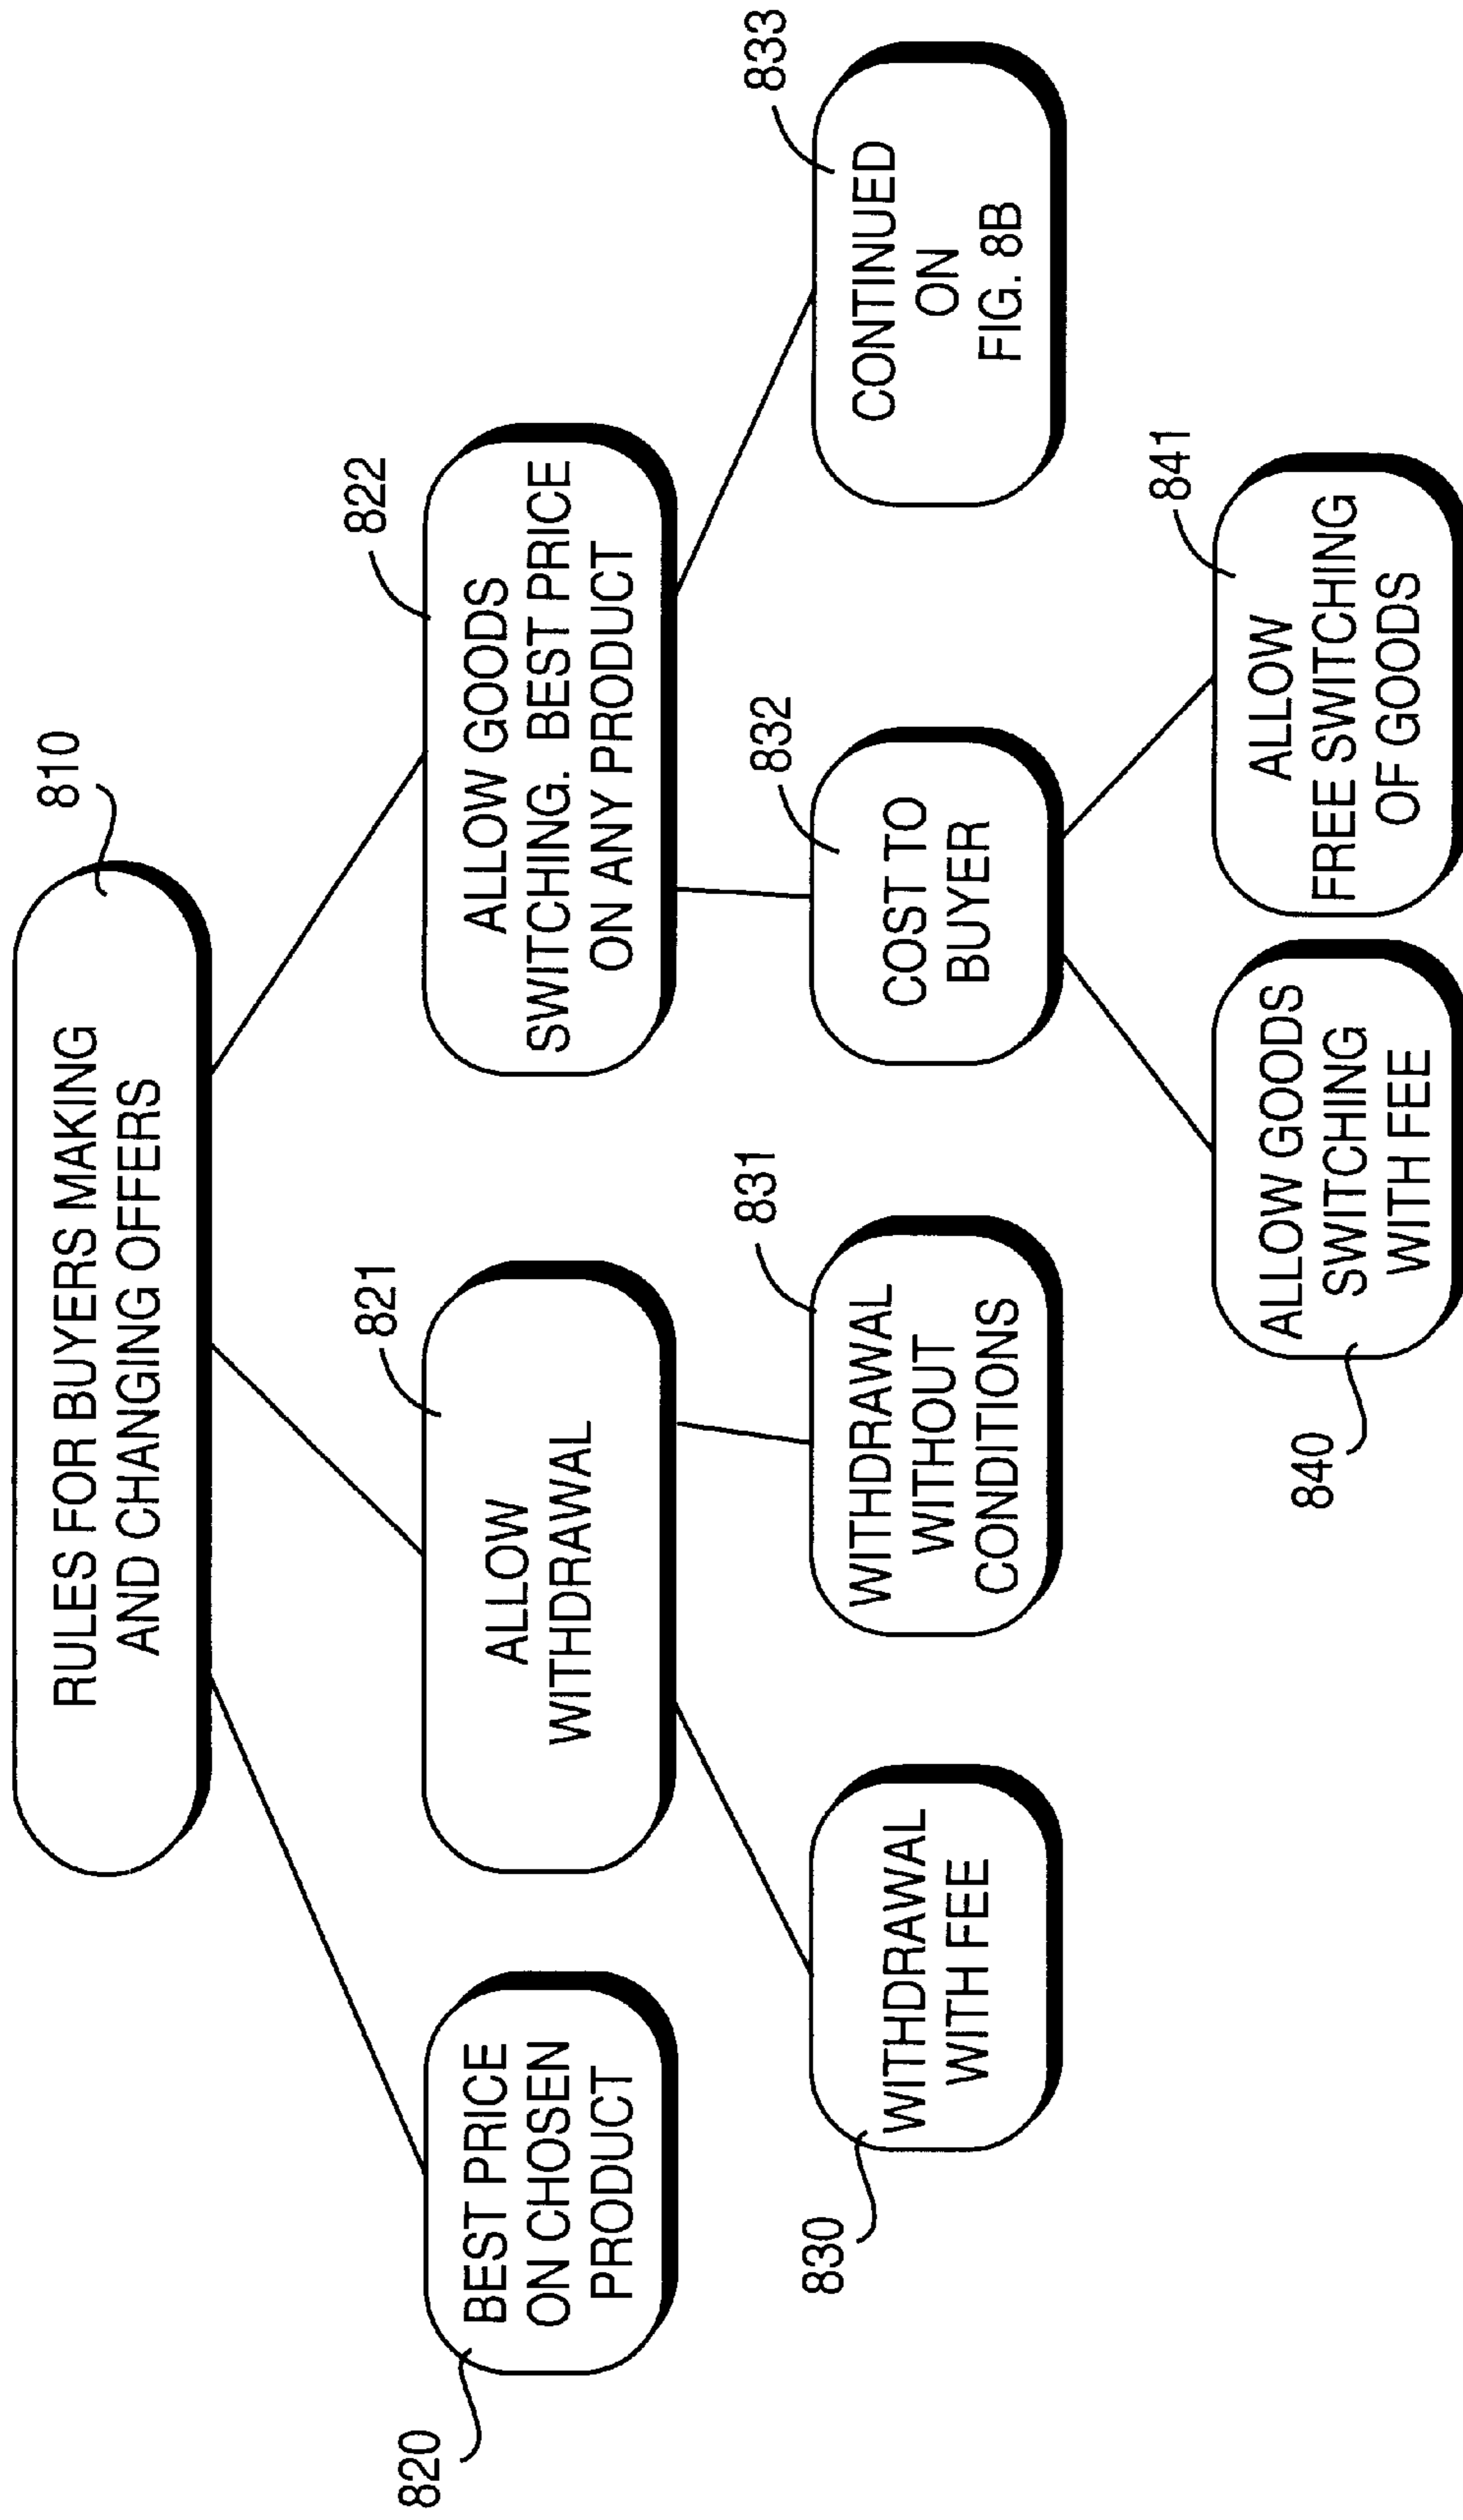 810
RULES FOR BUYERS MAKING
AND CHANGING OFFERS
820
BEST PRICE
ON CHOSEN
PRODUCT
821
ALLOW
WITHDRAWAL
822
ALLOW GOODS
SWITCHING. BEST PRICE
ON ANY PRODUCT
830
WITHDRAWAL
WITH FEE
831
WITHDRAWAL
WITHOUT
CONDITIONS
832
COST TO
BUYER
833
CONTINUED
ON
FIG. 8B
840
ALLOW GOODS
SWITCHING
WITH FEE
841
ALLOW
FREE SWITCHING
OF GOODS